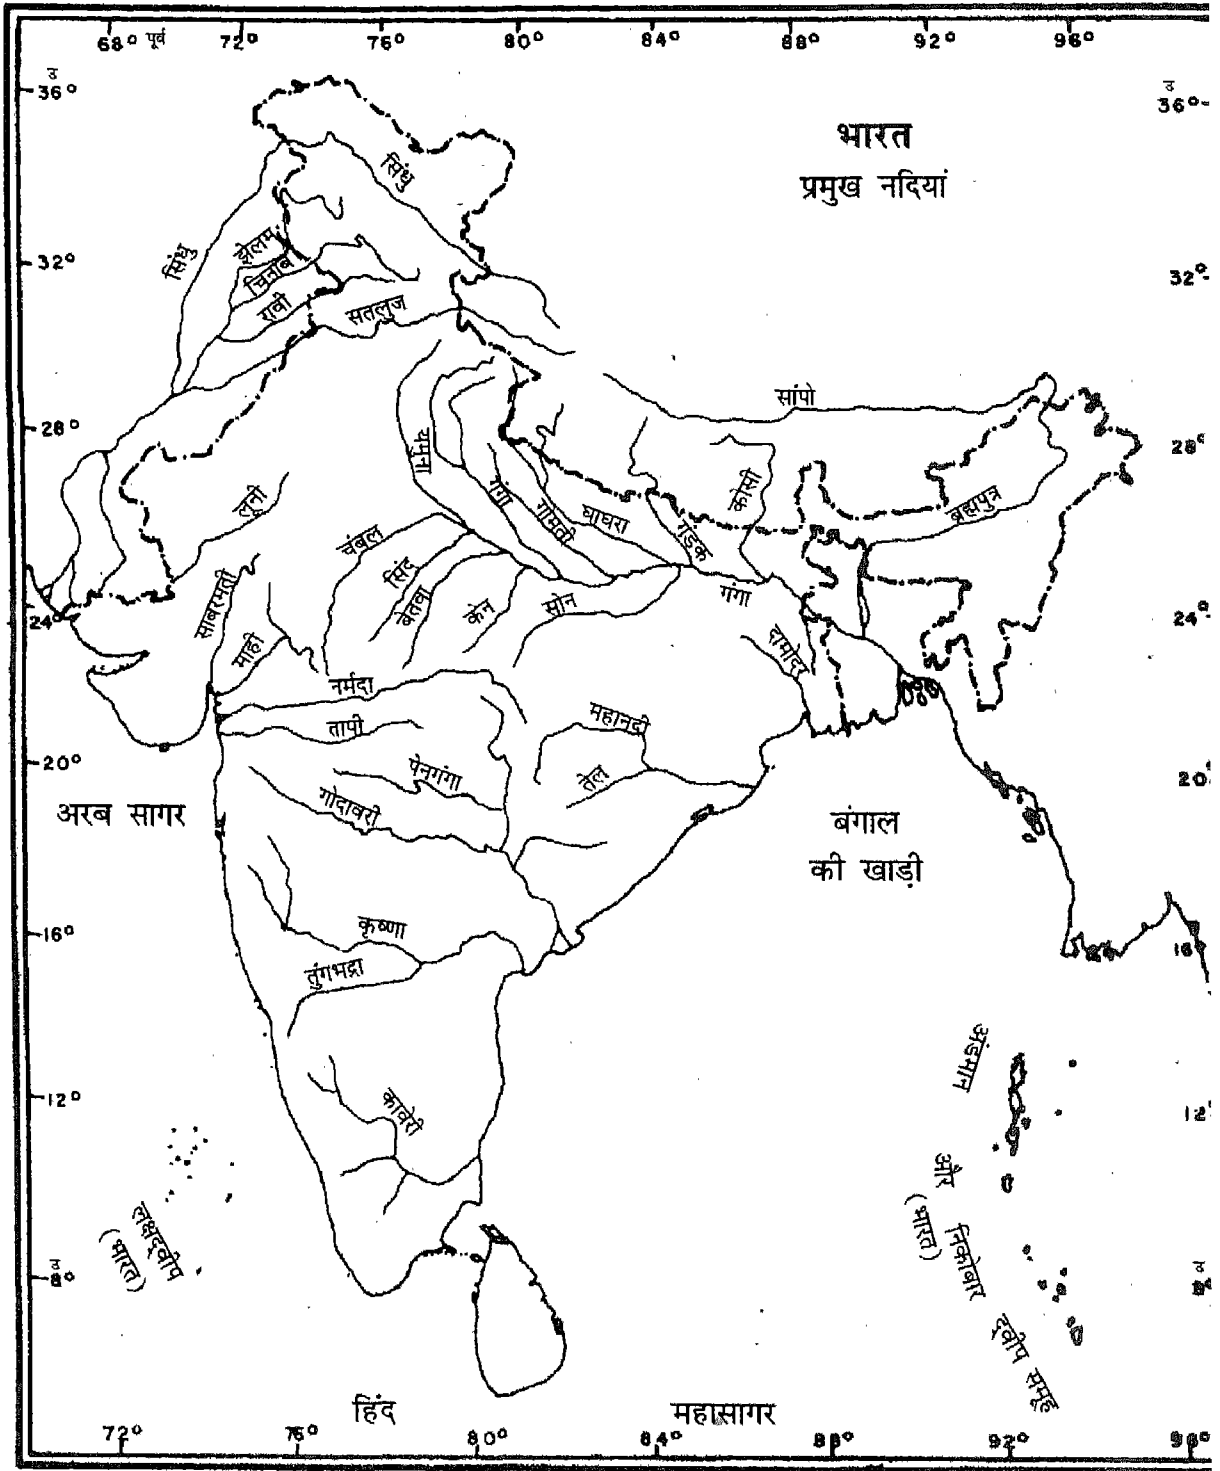 68° पूर्व 72° 76° 80° 84° 88° 92° 96°
उ
36°
उ
36°
भारत
प्रमुख नदियां
सिंधु
सिंधु
झेलम
चिनाब
रावी
सतलुज
32°
32°
सांपो
28°
28°
यमुना
गंगा
गोमती
घाघरा
गंडक
कोसी
ब्रह्मपुत्र
लूनी
चंबल
सिंद
बेतवा
केन
सोन
गंगा
साबरमती
माही
दामोदर
24°
24°
नर्मदा
तापी
महानदी
तेल
पेनगंगा
गोदावरी
20°
20°
अरब सागर
बंगाल
की खाड़ी
कृष्णा
तुंगभद्रा
16°
16
कावेरी
12°
12°
अंडमान
और
निकोबार
द्वीप समूह
(भारत)
लक्षद्वीप
(भारत)
उ
8°
उ
हिंद
महासागर
72° 76° 80° 84° 88° 92° 96°